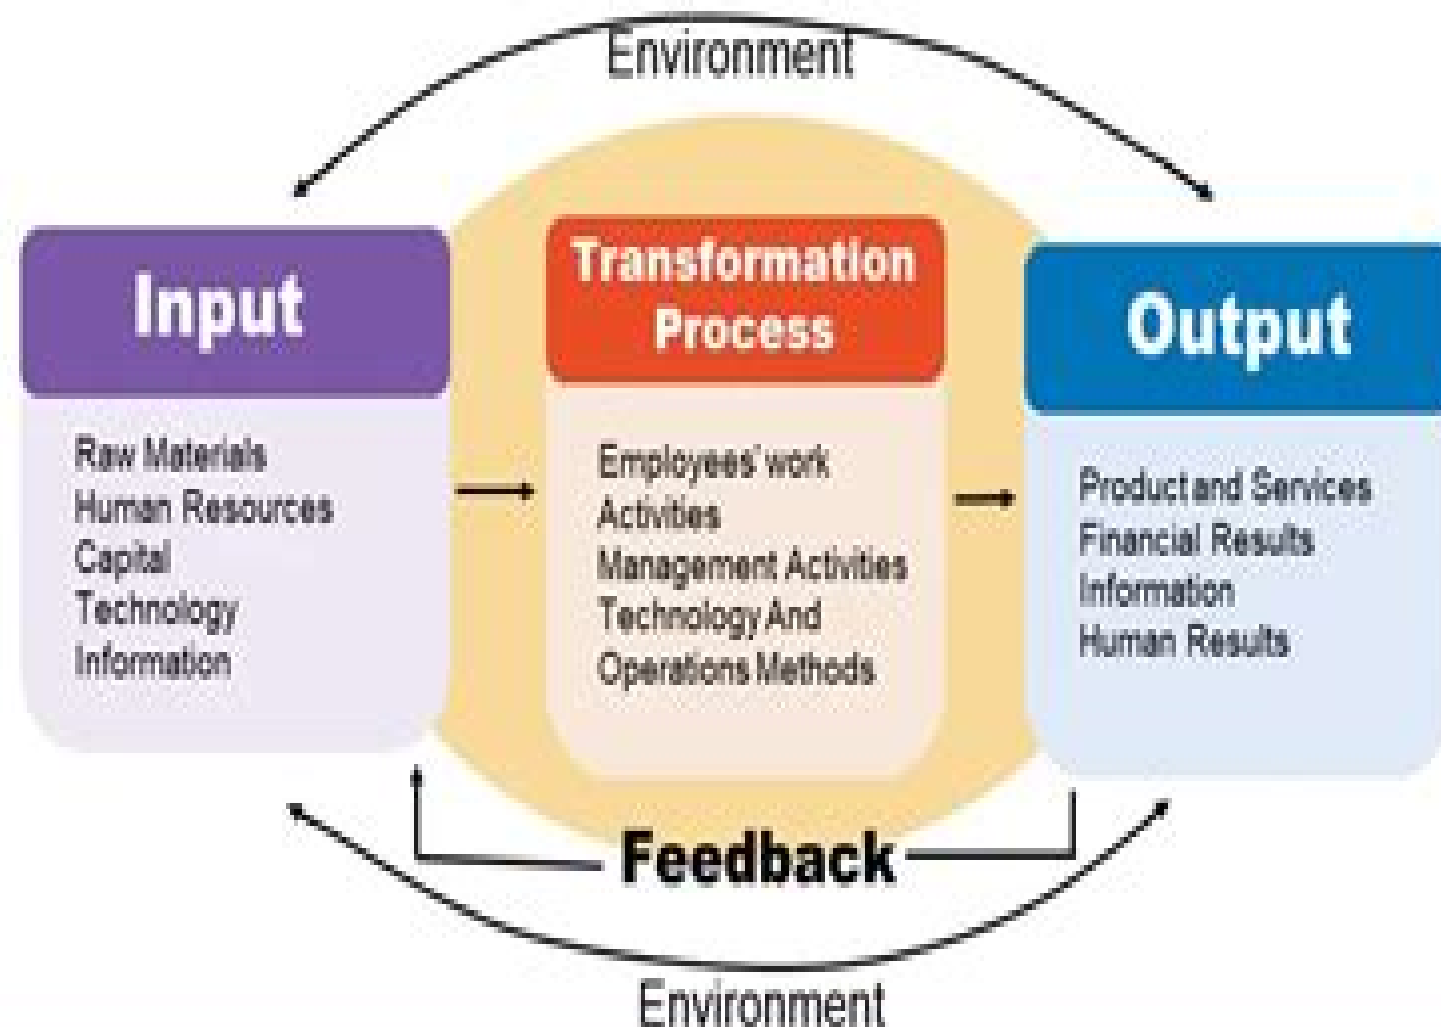 Environment
Input
Raw Materials
Human Resources
Capital
Technology
Information
Transformation
Process
Employees' work
Activities
Management Activities
Technology And
Operations Methods
Output
Product and Services
Financial Results
Information
Human Results
Feedback
Environment